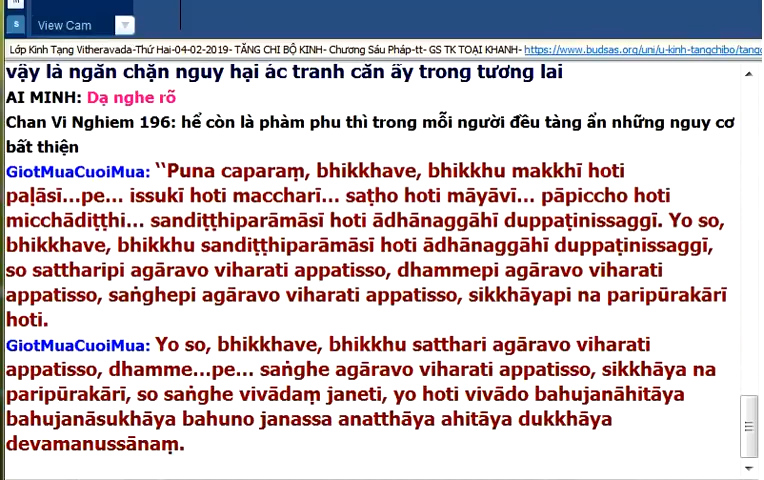 View Cam
Lớp Kinh Tạng Vitheravada-Thứ Hai-04-02-2019- TĂNG CHI BỘ KINH- Chương Sáu Pháp-tt- GS TK TOẠI KHANH- https://www.budsas.org/uni/u-kinh-tangchibo/tang
vậy là ngăn chặn nguy hại ác tranh căn ấy trong tương lai
AI MINH: Dạ nghe rõ
Chan Vi Nghiem 196: hể còn là phàm phu thì trong mỗi người đều tàng ẩn những nguy cơ
bất thiện
GiotMuaCuoiMua: ‘‘Puna caparaṃ, bhikkhave, bhikkhu makkhī hoti
paḷāsī...pe... issukī hoti maccharī... saṭho hoti māyāvī... pāpiccho hoti
micchādiṭṭhi... sandiṭṭhiparāmāsī hoti ādhānaggāhī duppaṭinissaggī. Yo so,
bhikkhave, bhikkhu sandiṭṭhiparāmāsī hoti ādhānaggāhī duppaṭinissaggī,
so sattharipi agāravo viharati appatisso, dhammepi agāravo viharati
appatisso, saṅghepi agāravo viharati appatisso, sikkhāyapi na paripūrakārī
hoti.
GiotMuaCuoiMua: Yo so, bhikkhave, bhikkhu satthari agāravo viharati
appatisso, dhamme...pe... saṅghe agāravo viharati appatisso, sikkhāya na
paripūrakārī, so saṅghe vivādaṃ janeti, yo hoti vivādo bahujanāhitāya
bahujanāsukhāya bahuno janassa anatthāya ahitāya dukkhāya
devamanussānaṃ.